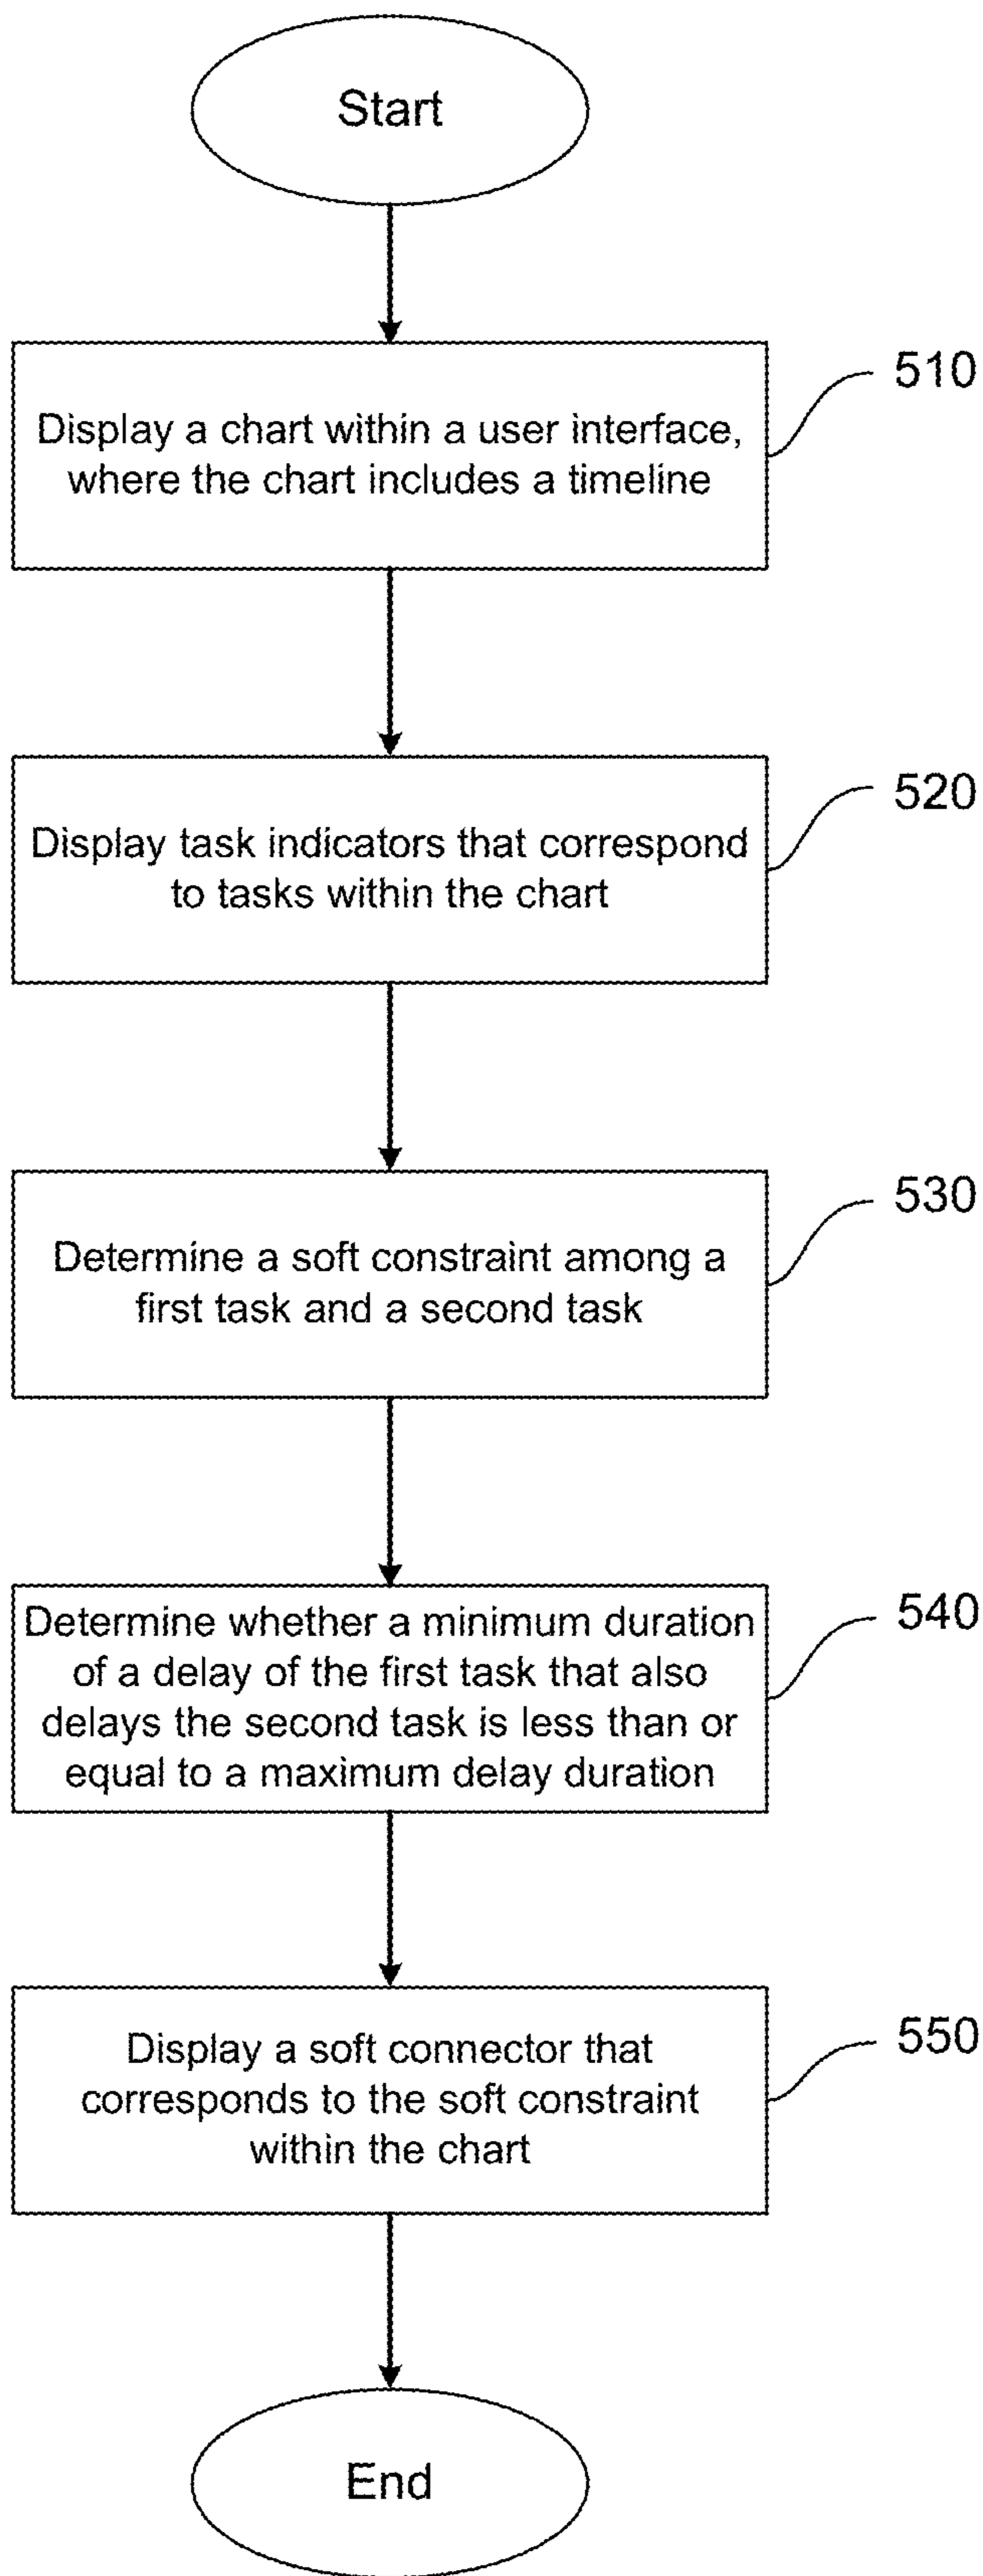 Start
510
Display a chart within a user interface,
where the chart includes a timeline
520
Display task indicators that correspond
to tasks within the chart
530
Determine a soft constraint among a
first task and a second task
540
Determine whether a minimum duration
of a delay of the first task that also
delays the second task is less than or
equal to a maximum delay duration
550
Display a soft connector that
corresponds to the soft constraint
within the chart
End